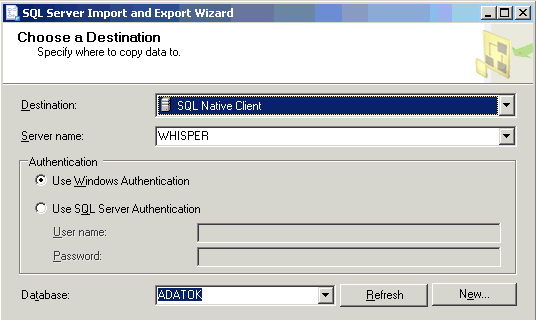 SQL Server Import and Export Wizard
Choose a Destination
Specify where to copy data to.
Destination: SQL Native Client
Server name: WHISPER
Authentication
Use Windows Authentication
Use SQL Server Authentication
User name:
Password:
Database: ADATOK Refresh New...